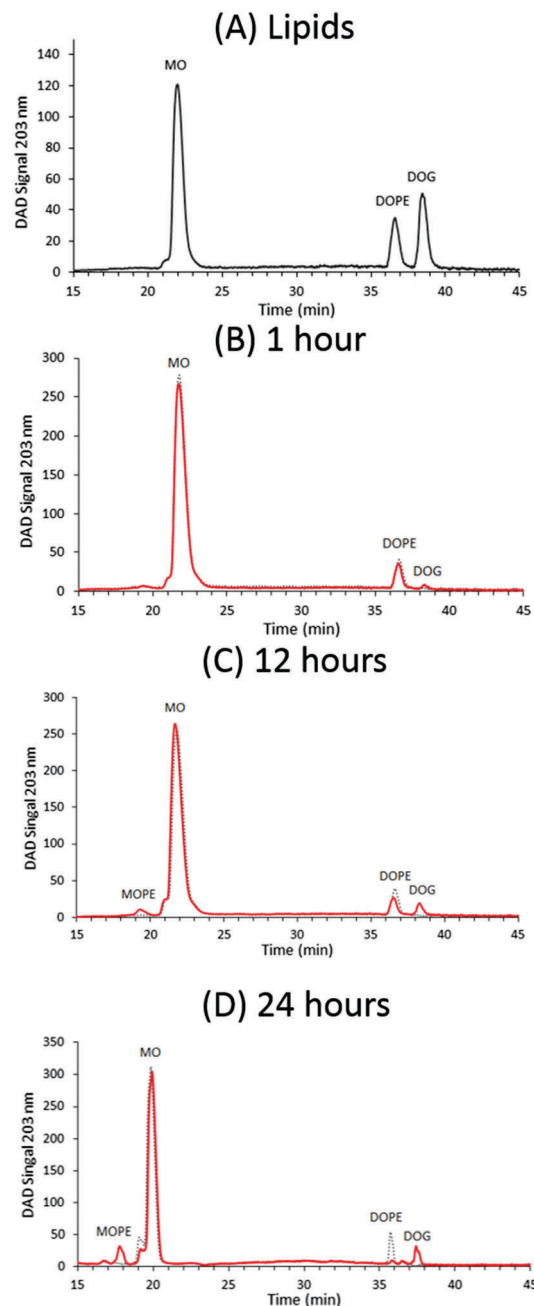 (A) Lipids
DAD Signal 203 nm
140
120
100
80
60
40
20
0
MO
DOPE
DOG
15 20 25 30 35 40 45
Time (min)
(B) 1 hour
DAD Signal 203 nm
300
250
200
150
100
50
0
MO
DOPE
DOG
15 20 25 30 35 40 45
Time (min)
(C) 12 hours
DAD Singal 203 nm
300
250
200
150
100
50
0
MO
MOPE
DOPE
DOG
15 20 25 30 35 40 45
Time (min)
(D) 24 hours
DAD Singal 203 nm
350
300
250
200
150
100
50
0
MO
MOPE
DOPE
DOG
15 20 25 30 35 40 45
Time (min)